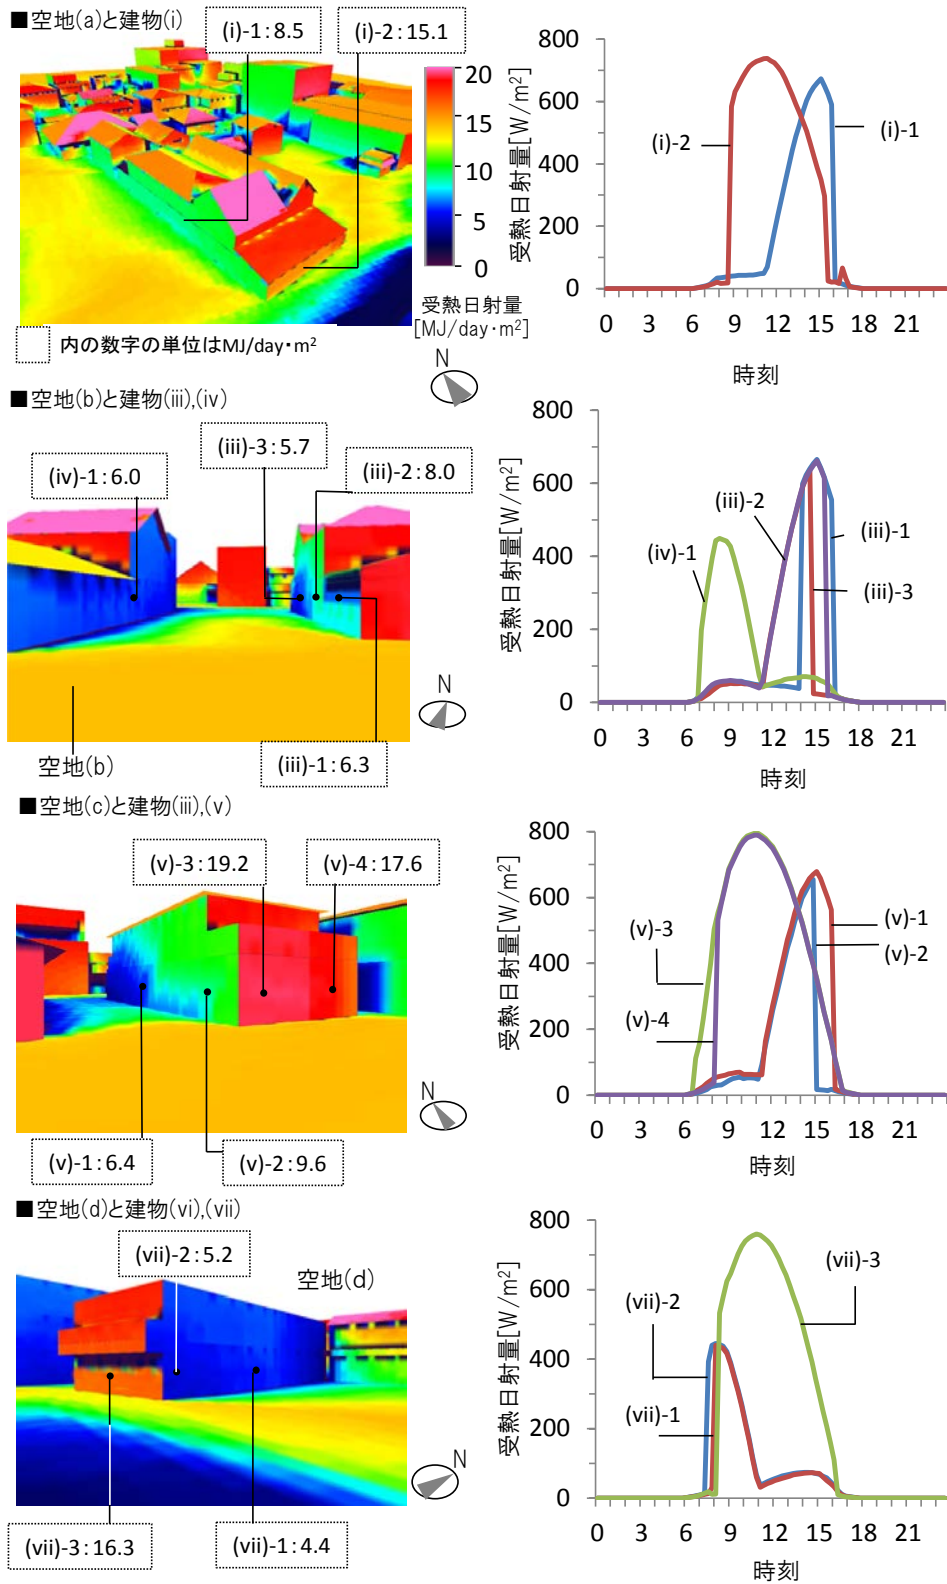 ■空地(a)と建物(i)
(i)-1:8.5
(i)-2:15.1
20
15
10
5
0
受熱日射量
[MJ/day・m²]
内の数字の単位はMJ/day・m²
N
受熱日射量[W/m²]
800
600
400
200
0
(i)-2
(i)-1
0 3 6 9 12 15 18 21
時刻
■空地(b)と建物(iii),(iv)
(iv)-1:6.0
(iii)-3:5.7
(iii)-2:8.0
(iii)-1:6.3
空地(b)
N
受熱日射量[W/m²]
800
600
400
200
0
(iii)-2
(iv)-1
(iii)-1
(iii)-3
0 3 6 9 12 15 18 21
時刻
■空地(c)と建物(iii),(v)
(v)-3:19.2
(v)-4:17.6
(v)-1:6.4
(v)-2:9.6
N
受熱日射量[W/m²]
800
600
400
200
0
(v)-3
(v)-4
(v)-1
(v)-2
0 3 6 9 12 15 18 21
時刻
■空地(d)と建物(vi),(vii)
(vii)-2:5.2
空地(d)
(vii)-3:16.3
(vii)-1:4.4
N
受熱日射量[W/m²]
800
600
400
200
0
(vii)-2
(vii)-1
(vii)-3
0 3 6 9 12 15 18 21
時刻